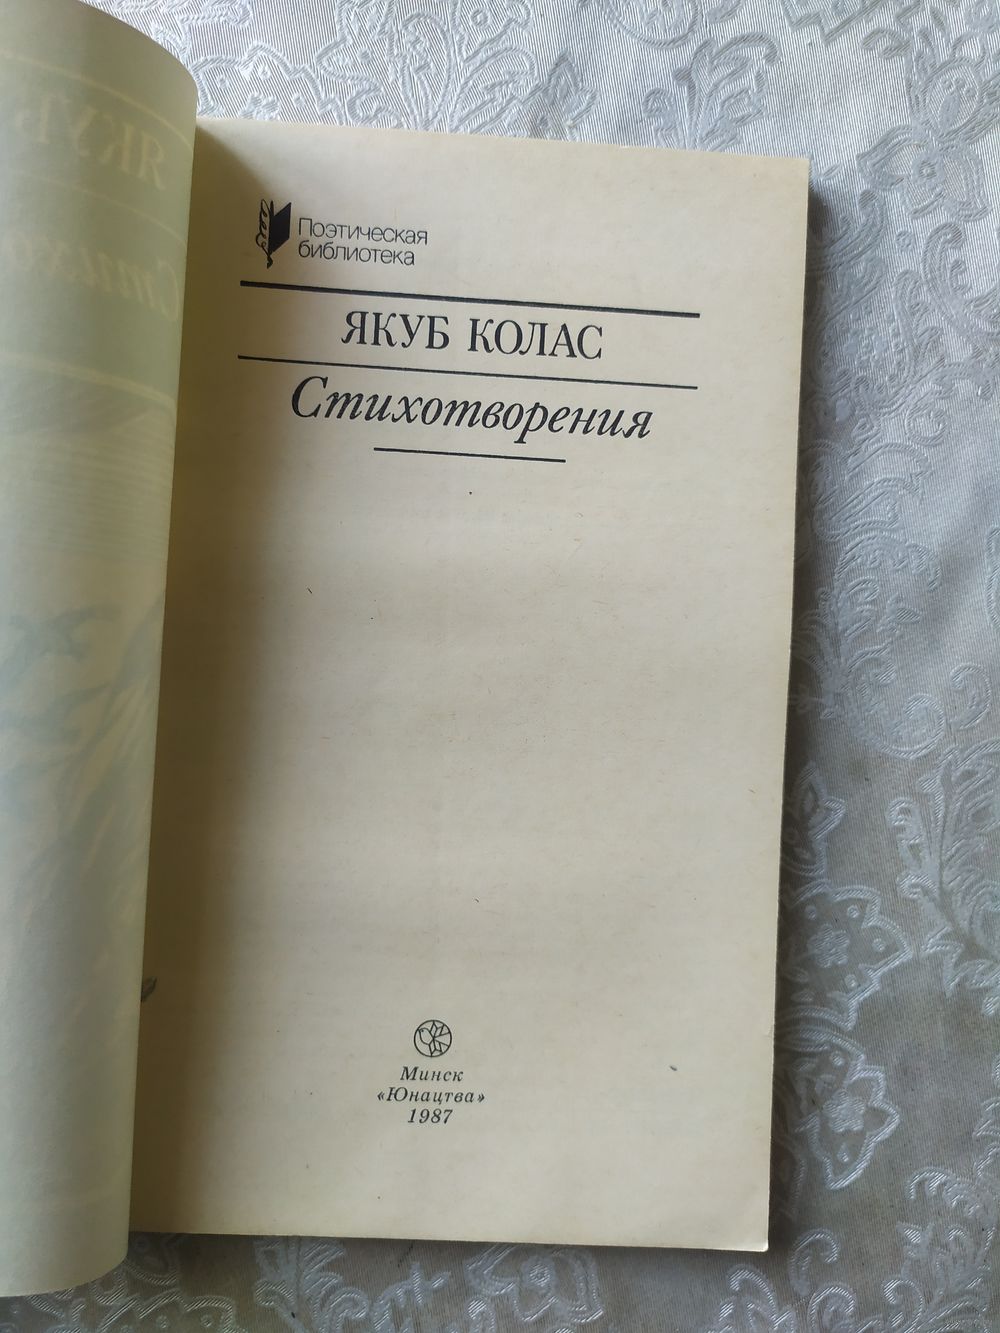 Поэтическая
библиотека
ЯКУБ КОЛАС
Стихотворения
Минск
«Юнацтва»
1987